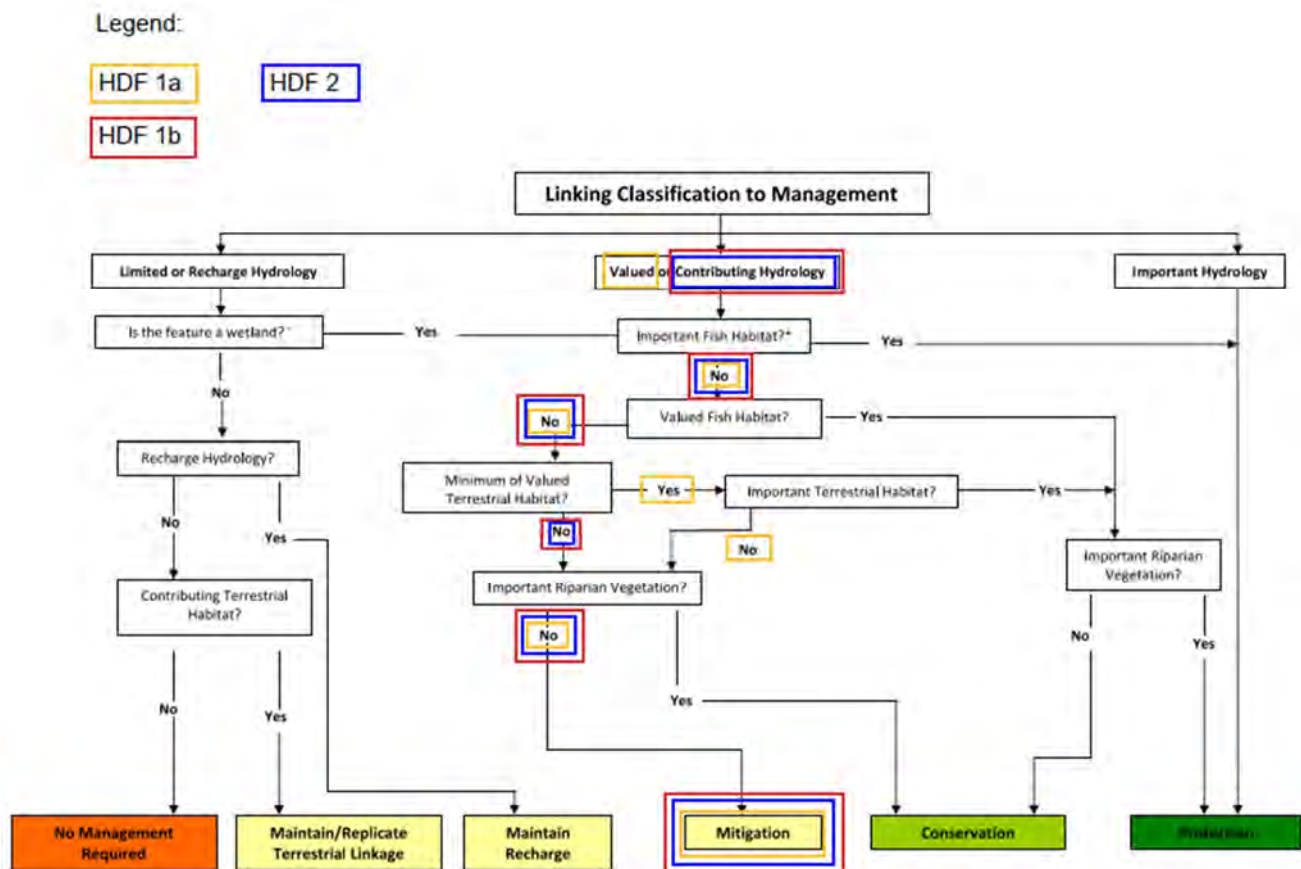 Legend:
HDF 1a
HDF 2
HDF 1b
Linking Classification to Management
Limited or Recharge Hydrology
Valued or Contributing Hydrology
Important Hydrology
Is the feature a wetland?
Yes
Important Fish Habitat?*
Yes
No
No
Valued Fish Habitat?
Yes
No
Recharge Hydrology?
Minimum of Valued
Terrestrial Habitat?
Yes
Important Terrestrial Habitat?
Yes
No
Yes
No
No
Contributing Terrestrial
Habitat?
Important Riparian Vegetation?
Important Riparian
Vegetation?
No
No
Yes
Yes
No
Yes
No Management
Required
Maintain/Replicate
Terrestrial Linkage
Maintain
Recharge
Mitigation
Conservation
Protection